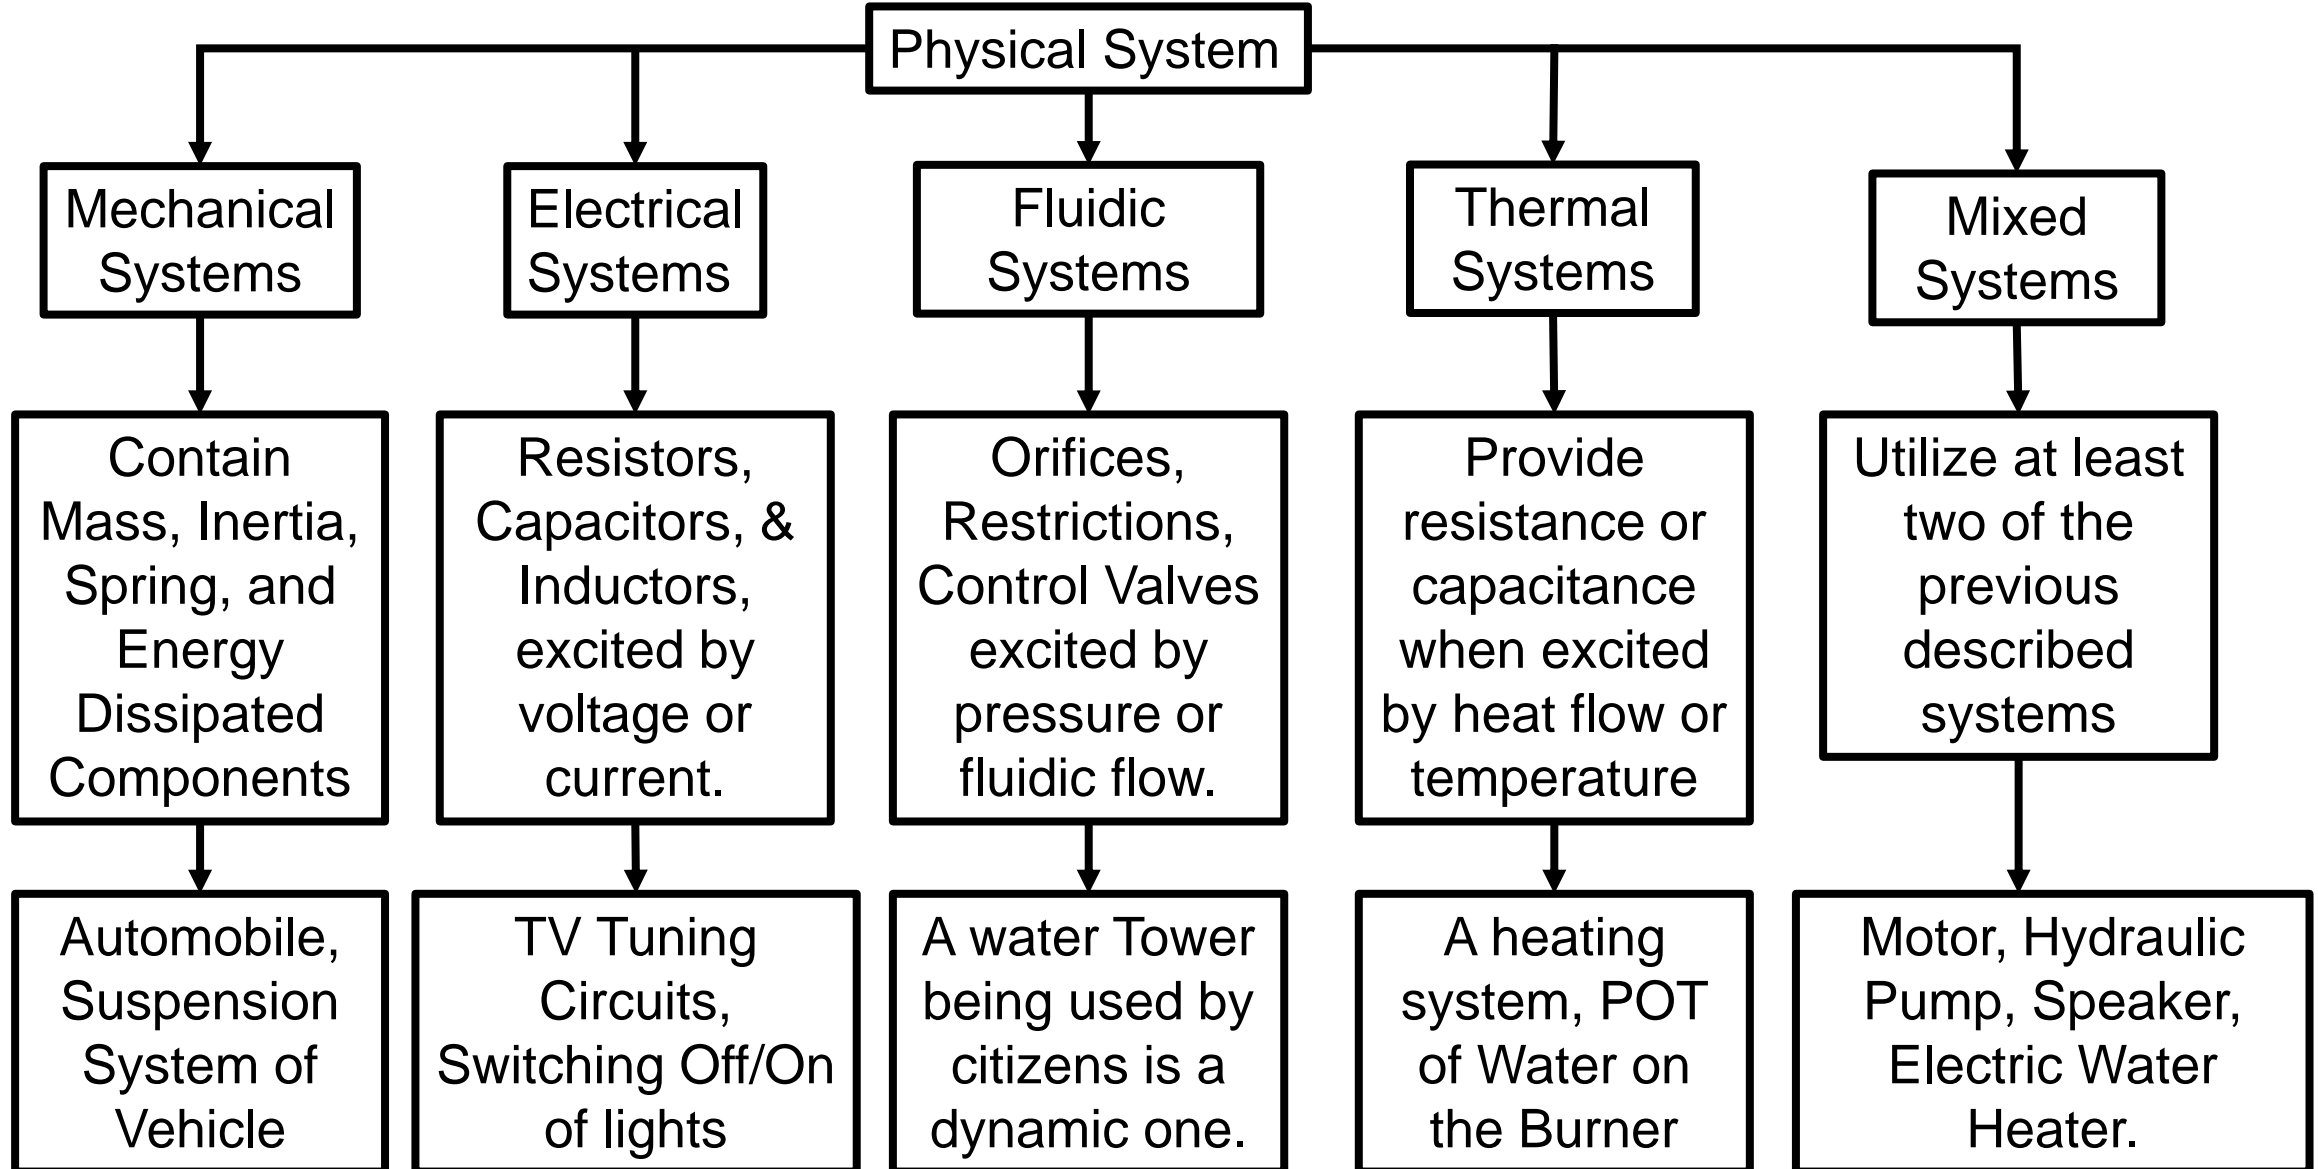 Physical System
Mechanical
Systems
Electrical
Systems
Fluidic
Systems
Thermal
Systems
Mixed
Systems
Contain
Mass, Inertia,
Spring, and
Energy
Dissipated
Components
Resistors,
Capacitors, &
Inductors,
excited by
voltage or
current.
Orifices,
Restrictions,
Control Valves
excited by
pressure or
fluidic flow.
Provide
resistance or
capacitance
when excited
by heat flow or
temperature
Utilize at least
two of the
previous
described
systems
Automobile,
Suspension
System of
Vehicle
TV Tuning
Circuits,
Switching Off/On
of lights
A water Tower
being used by
citizens is a
dynamic one.
A heating
system, POT
of Water on
the Burner
Motor, Hydraulic
Pump, Speaker,
Electric Water
Heater.